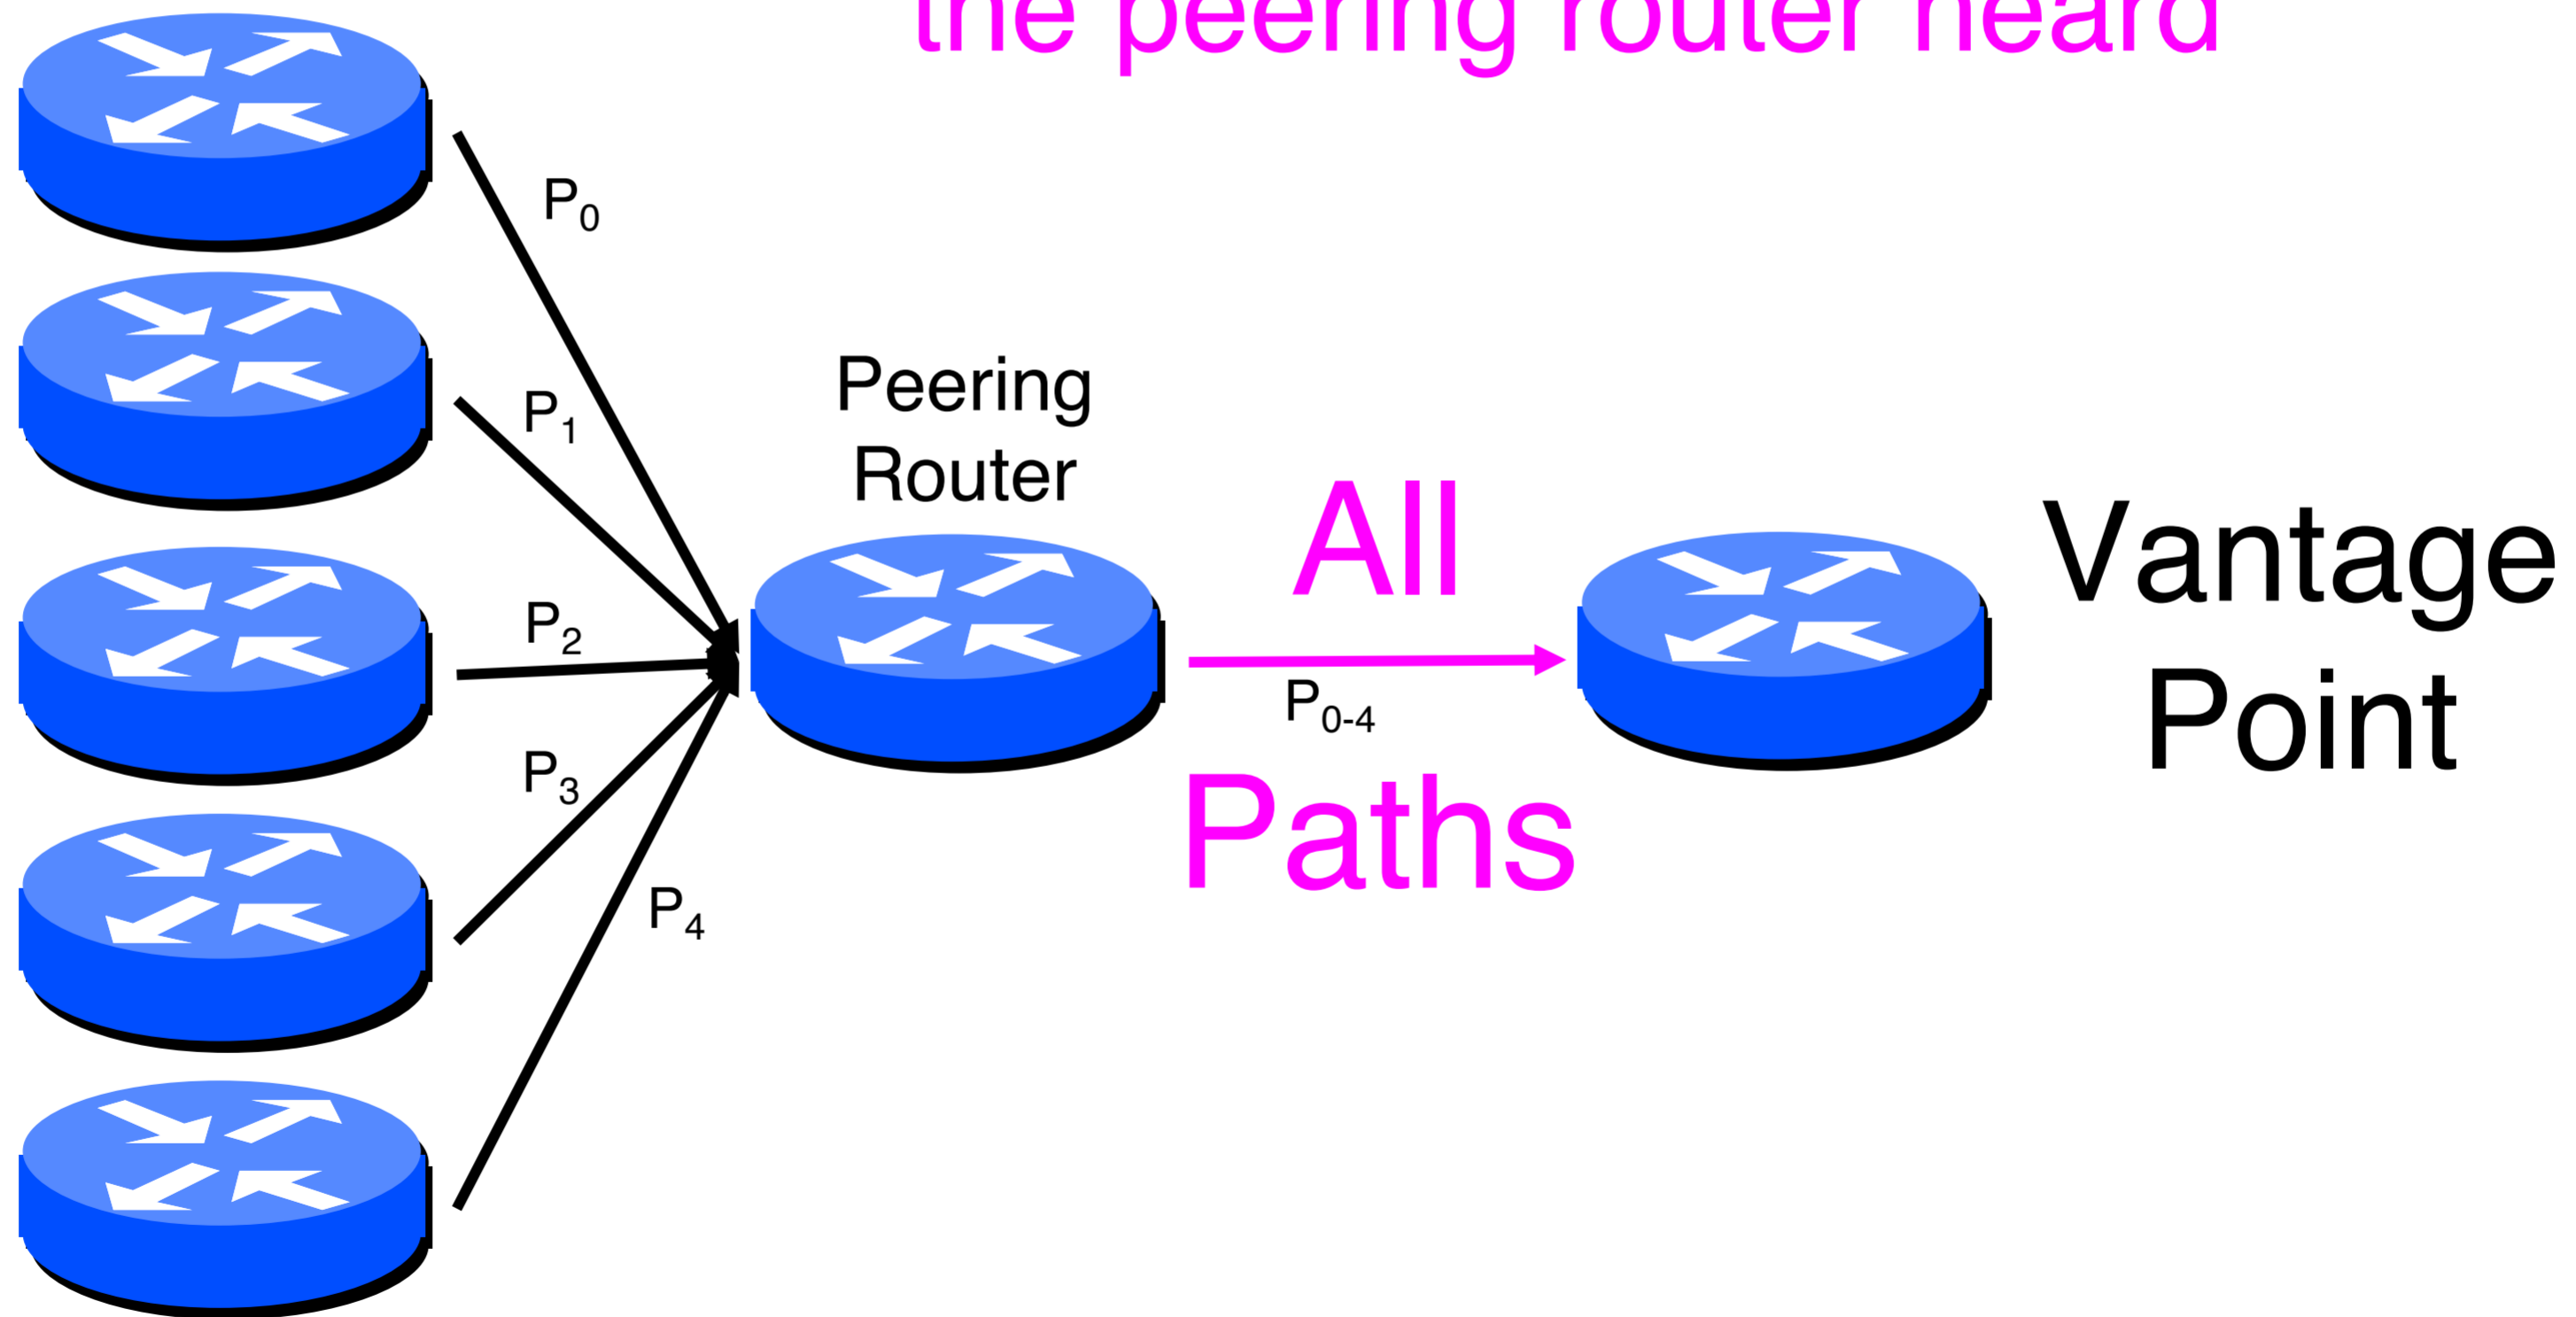 the peering router heard
P0
P1
Peering
Router
All
Vantage
P2
P0-4
Point
P3
Paths
P4